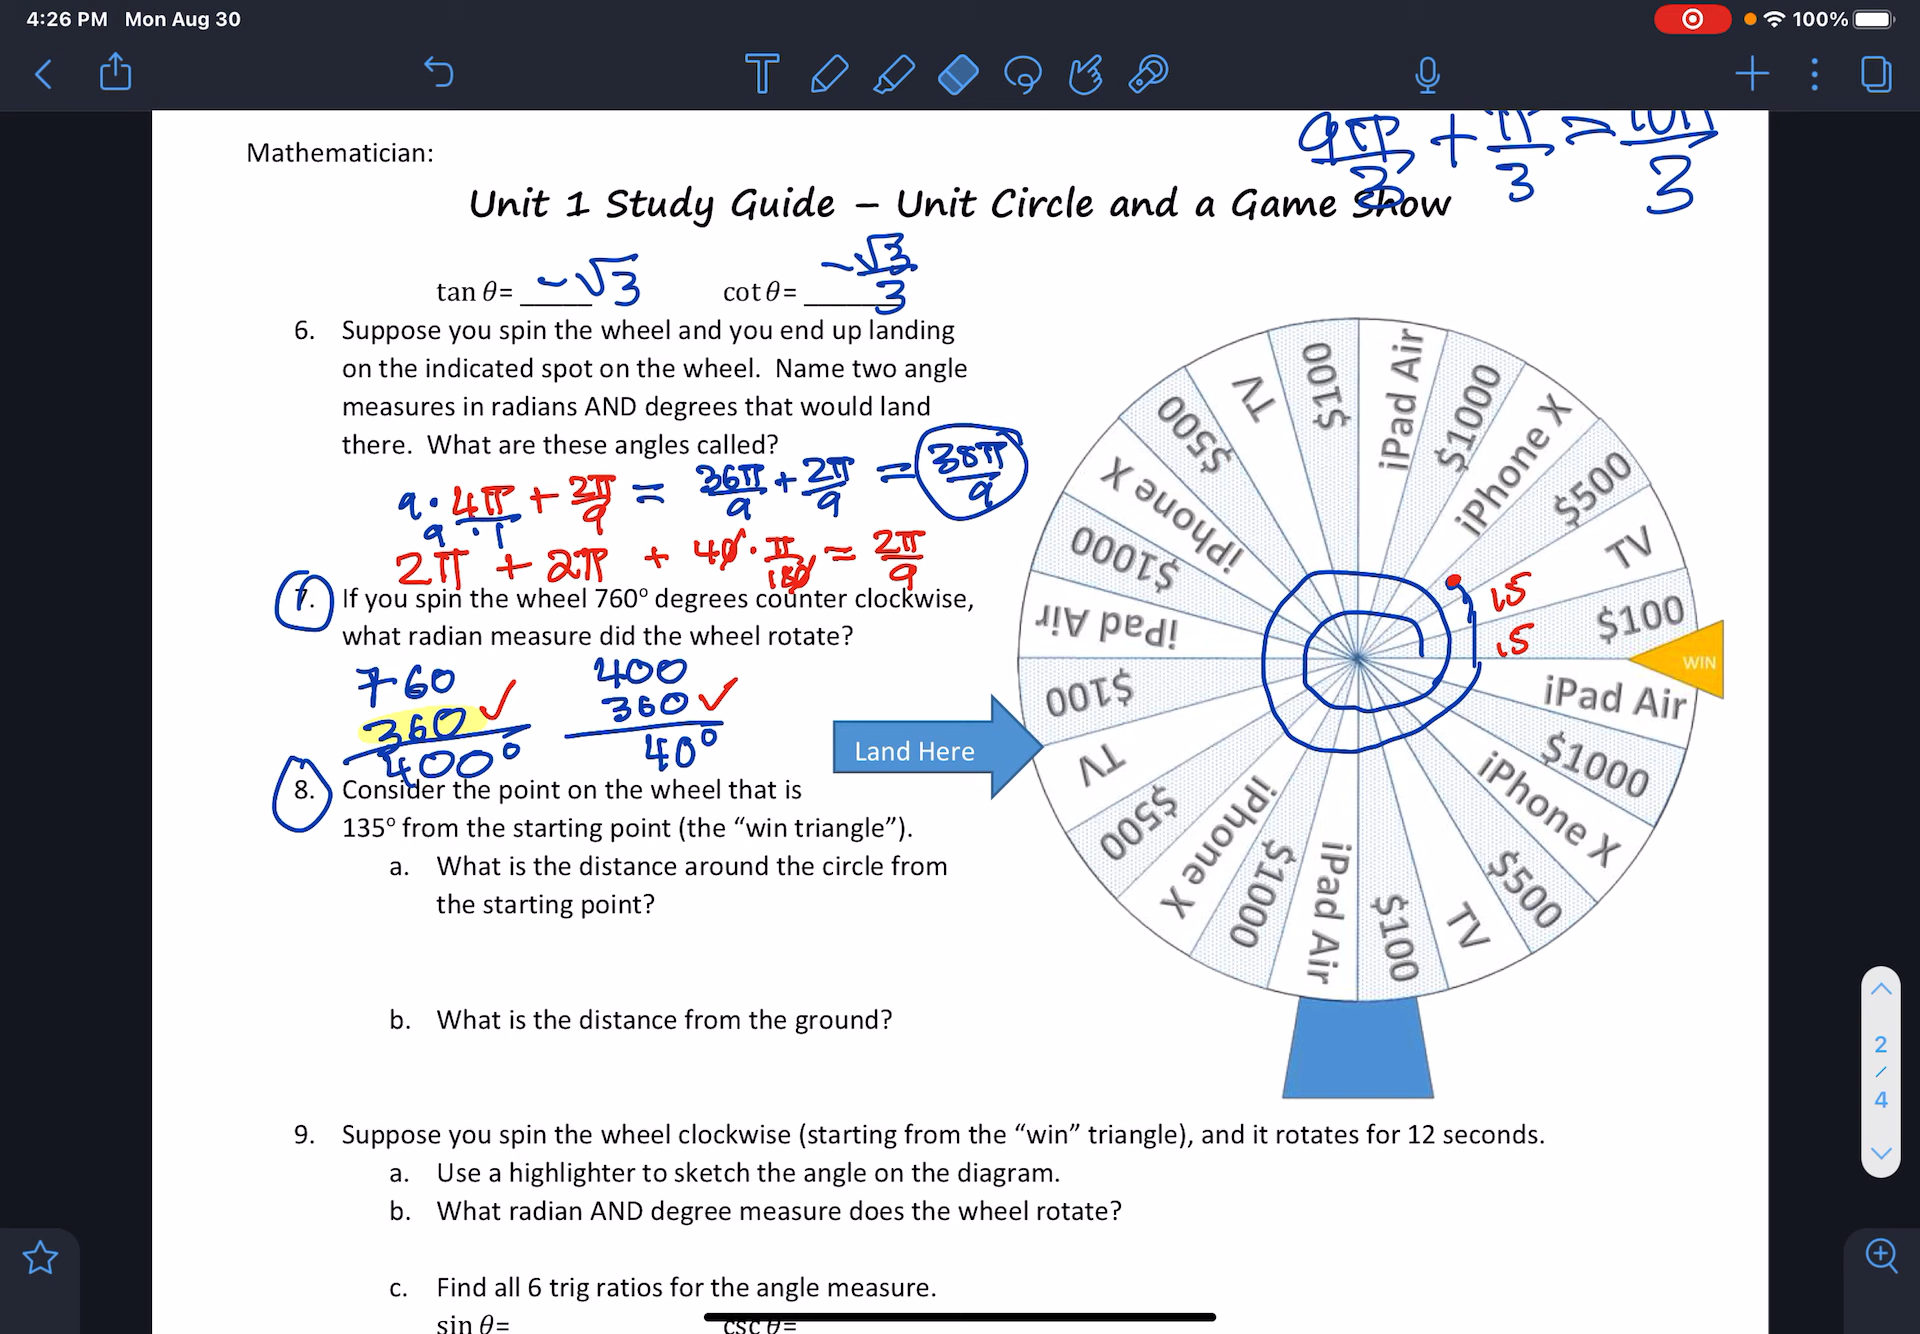 4:26 PM Mon Aug 30
100%
Mathematician:
9π/3 + π/3 = 10π/3
Unit 1 Study Guide – Unit Circle and a Game Show
tan θ= -√3 cot θ= -√3/3
6. Suppose you spin the wheel and you end up landing
on the indicated spot on the wheel. Name two angle
measures in radians AND degrees that would land
there. What are these angles called?
9·4π/9·1 + 2π/9 = 36π/9 + 2π/9 = 38π/9
2π + 2π + 40·π/180 = 2π/9
7. If you spin the wheel 760° degrees counter clockwise,
what radian measure did the wheel rotate?
760 400
360 ✓ 360 ✓
400° 40°
8. Consider the point on the wheel that is
135° from the starting point (the “win triangle”).
a. What is the distance around the circle from
the starting point?
b. What is the distance from the ground?
Land Here
iPad Air
$1000
iPhone X
$500
TV
$100
iPad Air
$1000
iPhone X
$500
TV
$100
iPad Air
$1000
iPhone X
$500
TV
$100
iPad Air
$1000
iPhone X
$500
TV
$100
15
15
WIN
9. Suppose you spin the wheel clockwise (starting from the “win” triangle), and it rotates for 12 seconds.
a. Use a highlighter to sketch the angle on the diagram.
b. What radian AND degree measure does the wheel rotate?
c. Find all 6 trig ratios for the angle measure.
sin θ= csc θ=
2
/
4